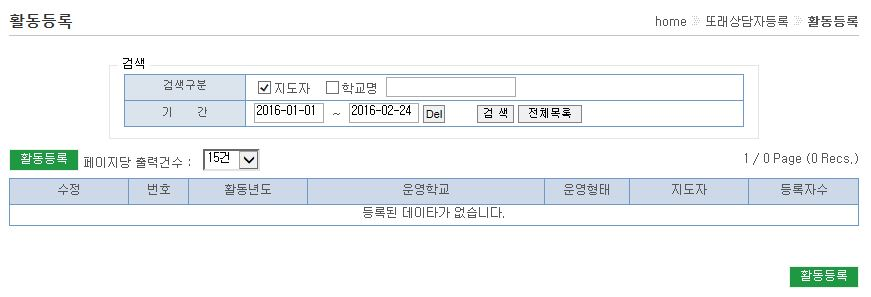 활동등록
home 또래상담자등록 활동등록
검색
검색구분 지도자 학교명
기 간 2016-01-01 ~ 2016-02-24 Del 검 색 전체목록
활동등록 페이지당 출력건수 : 15건 1 / 0 Page (0 Recs.)
수정 번호 활동년도 운영학교 운영형태 지도자 등록자수
등록된 데이타가 없습니다.
활동등록